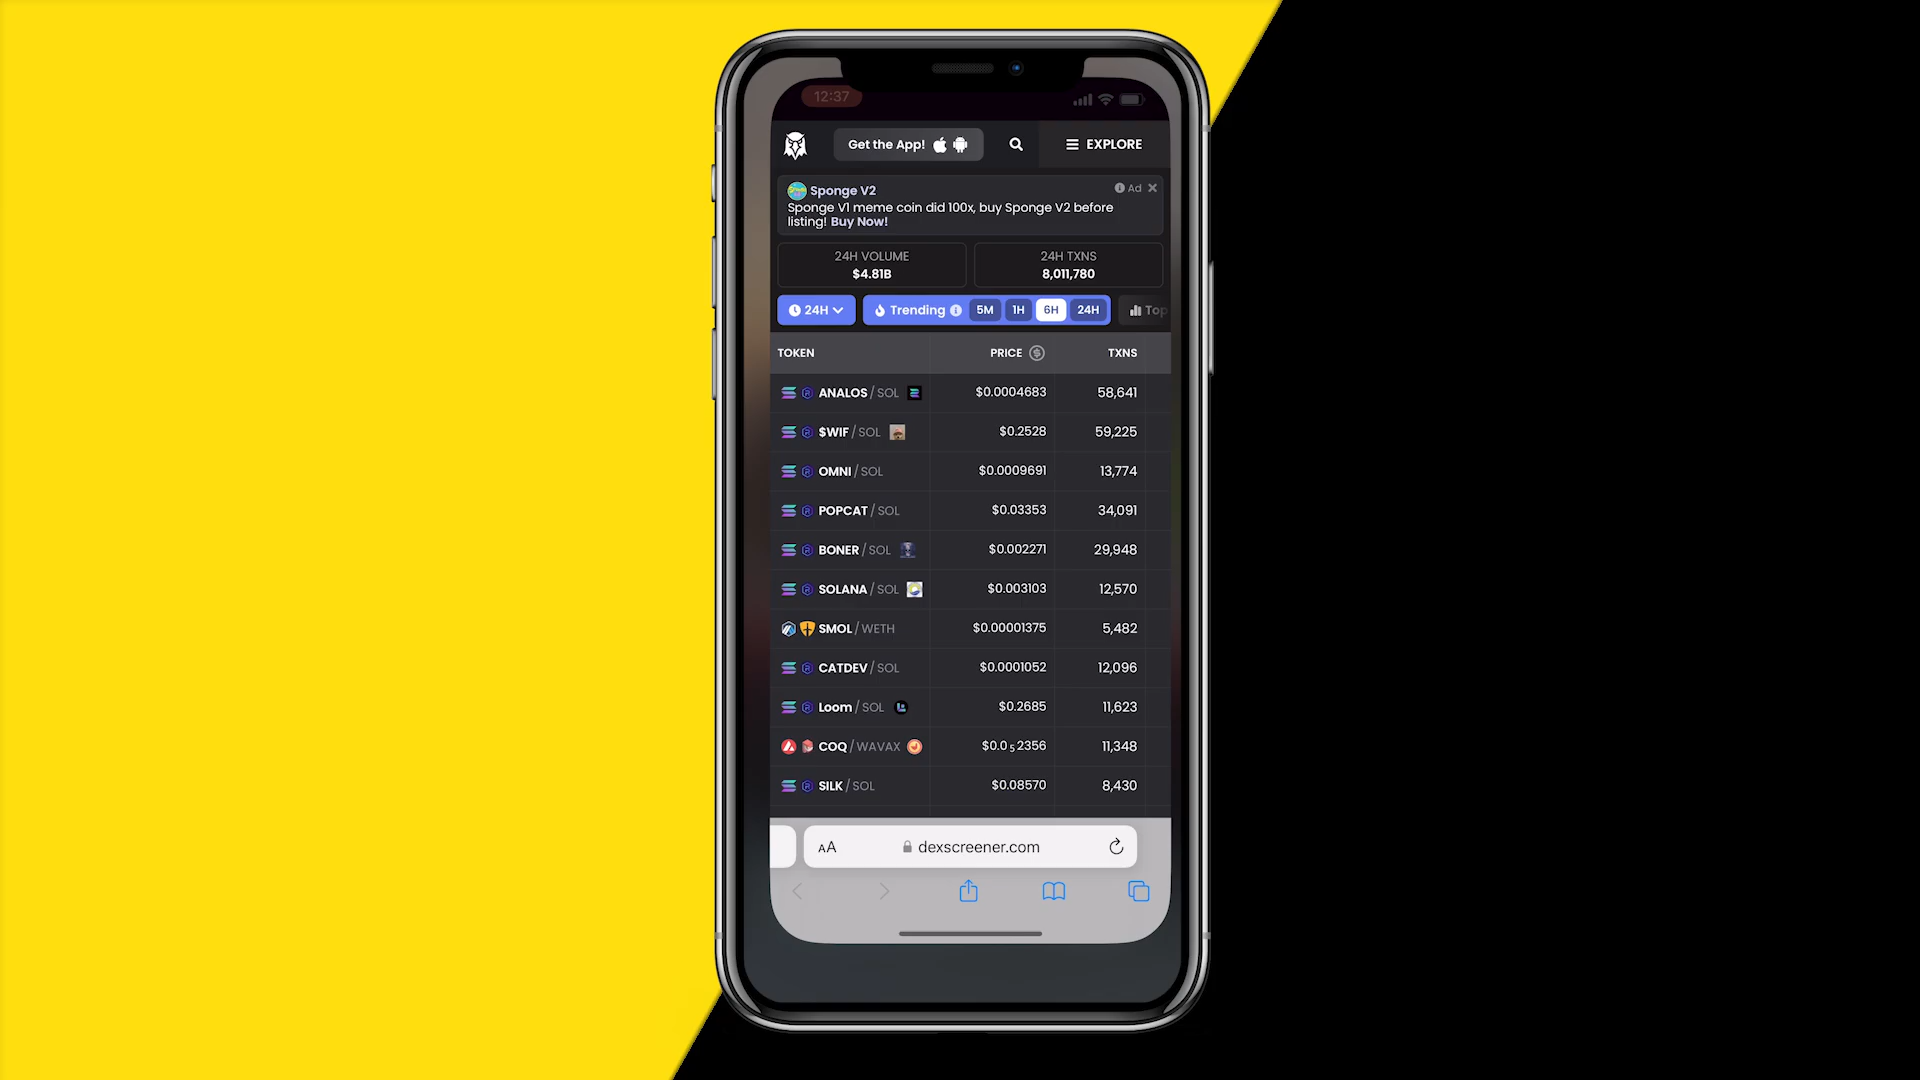 12:37
Get the App!
EXPLORE
Sponge V2
Ad
Sponge V1 meme coin did 100x, buy Sponge V2 before
listing! Buy Now!
24H VOLUME
$4.81B
24H TXNS
8,011,780
24H
Trending
5M
1H
6H
24H
Top
TOKEN PRICE TXNS
ANALOS/SOL $0.0004683 58,641
$WIF/SOL $0.2528 59,225
OMNI/SOL $0.0009691 13,774
POPCAT/SOL $0.03353 34,091
BONER/SOL $0.002271 29,948
SOLANA/SOL $0.003103 12,570
SMOL/WETH $0.00001375 5,482
CATDEV/SOL $0.0001052 12,096
Loom/SOL $0.2685 11,623
COQ/WAVAX $0.0₅2356 11,348
SILK/SOL $0.08570 8,430
AA dexscreener.com